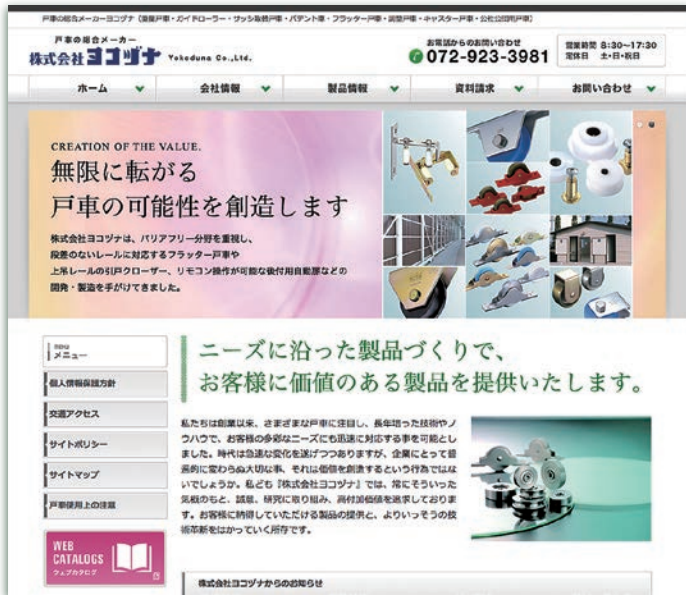 戸車の総合メーカーヨコヅナ【重量戸車・ガイドローラー・サッシ取替戸車・パテント車・フラッター戸車・調整戸車・キャスター戸車・公社公団用戸車】
戸車の総合メーカー
株式会社ヨコヅナ Yokoduna Co.,Ltd.
お電話からのお問い合わせ
072-923-3981
営業時間 8:30〜17:30
定休日 土・日・祝日
ホーム 会社情報 製品情報 資料請求 お問い合わせ
CREATION OF THE VALUE.
無限に転がる
戸車の可能性を創造します
株式会社ヨコヅナは、バリアフリー分野を重視し、
段差のないレールに対応するフラッター戸車や
上吊レールの引戸クローザー、リモコン操作が可能な後付用自動扉などの
開発・製造を手がけてきました。
new
メニュー
個人情報保護方針
交通アクセス
サイトポリシー
サイトマップ
戸車使用上の注意
WEB
CATALOGS
ウェブカタログ
ニーズに沿った製品づくりで、
お客様に価値のある製品を提供いたします。
私たちは創業以来、さまざまな戸車に注目し、長年培った技術やノ
ウハウで、お客様の多彩なニーズにも迅速に対応する事を可能とし
ました。時代は急速な変化を遂げつつありますが、企業にとって普
遍的に変わらぬ大切な事、それは価値を創造するという行為ではな
いでしょうか。私ども『株式会社ヨコヅナ』では、常にそういった
気概のもと、誠意、研究に取り組み、高付加価値を追求しておりま
す。お客様に納得していただける製品の提供と、よりいっそうの技
術革新をはかっていく所存です。
株式会社ヨコヅナからのお知らせ